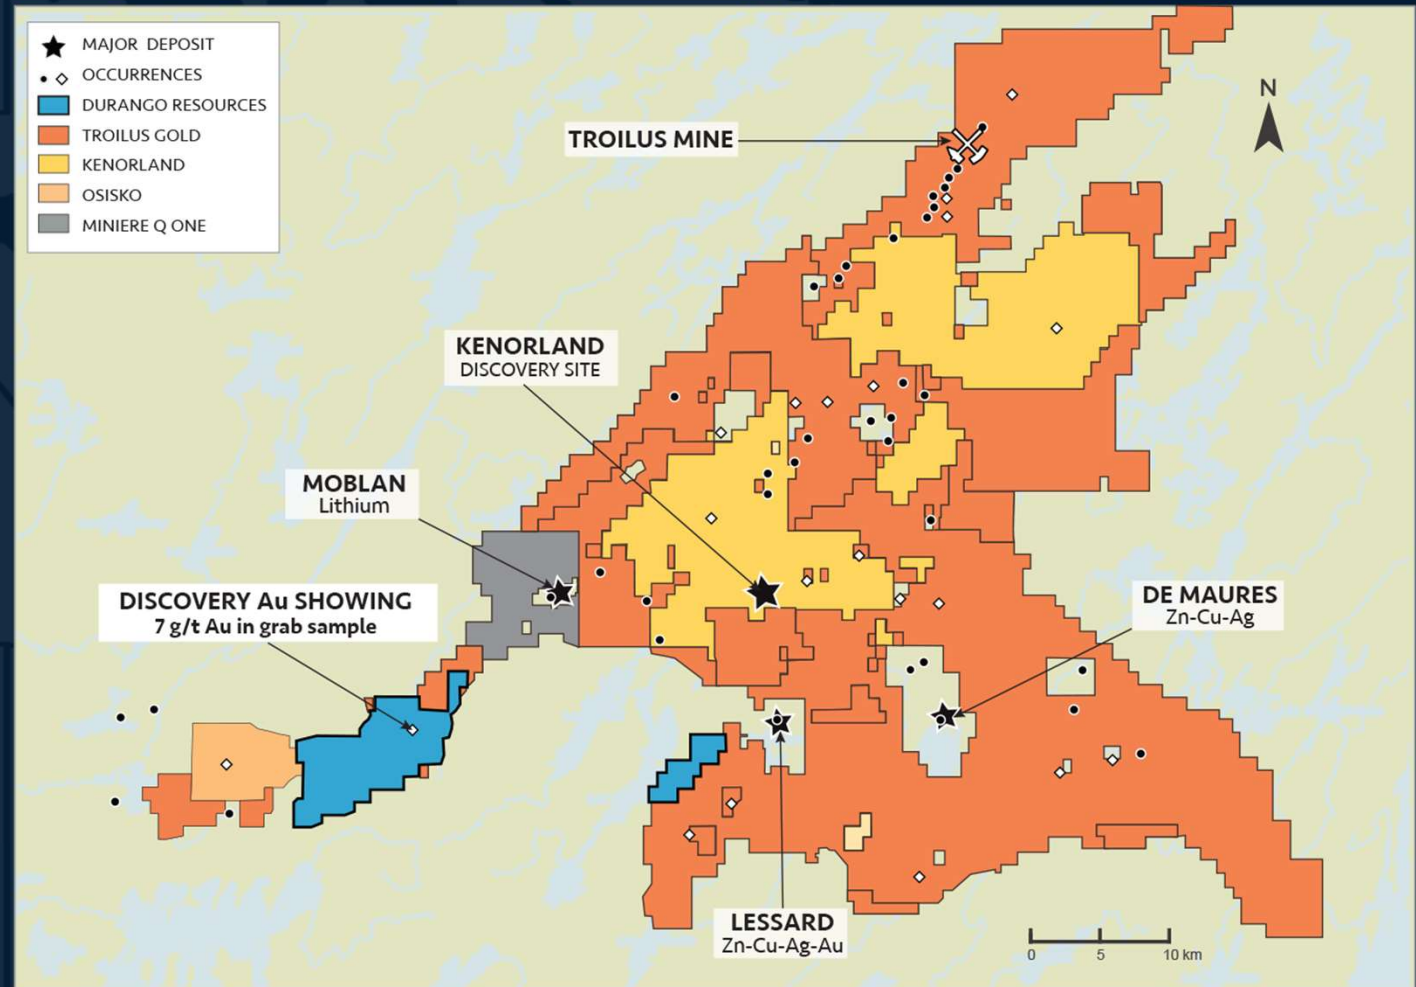 MAJOR DEPOSIT
OCCURRENCES
DURANGO RESOURCES
TROILUS GOLD
KENORLAND
OSISKO
MINIERE Q ONE
N
TROILUS MINE
KENORLAND
DISCOVERY SITE
MOBLAN
Lithium
DISCOVERY Au SHOWING
7 g/t Au in grab sample
DE MAURES
Zn-Cu-Ag
LESSARD
Zn-Cu-Ag-Au
0 5 10 km